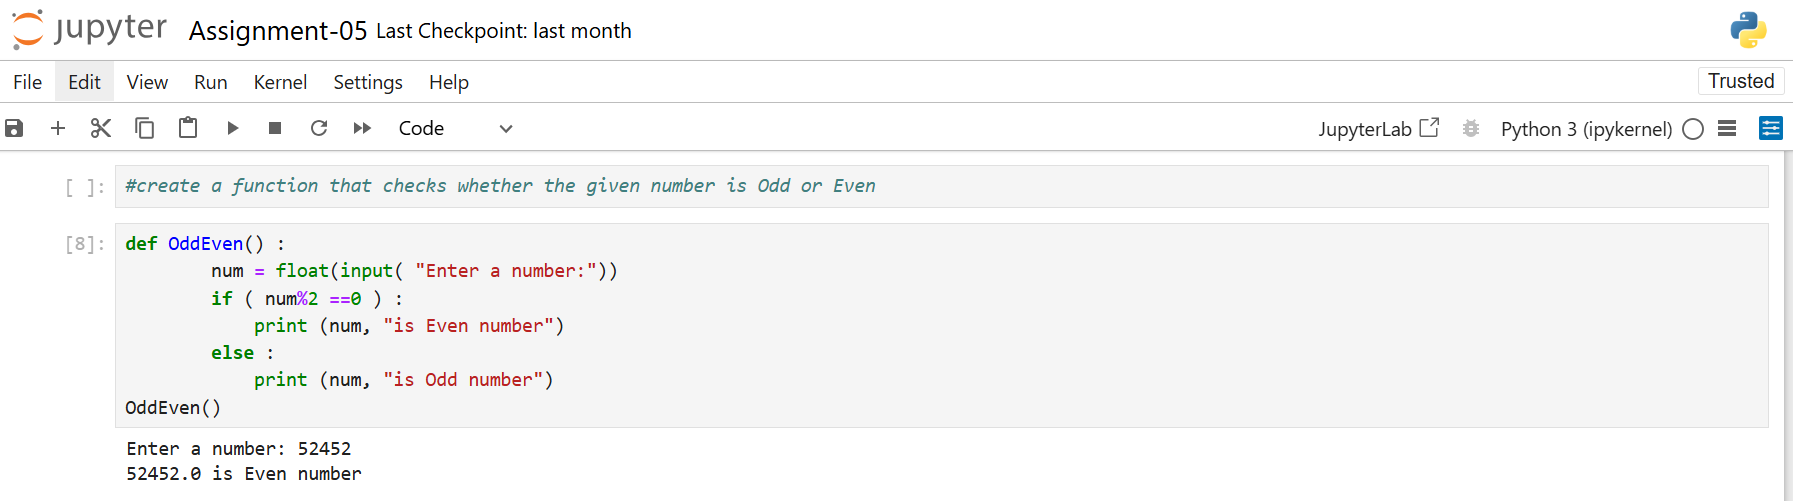 jupyter Assignment-05 Last Checkpoint: last month
File Edit View Run Kernel Settings Help Trusted
Code JupyterLab Python 3 (ipykernel)
[ ]: #create a function that checks whether the given number is Odd or Even
[8]: def OddEven() :
        num = float(input( "Enter a number:"))
        if ( num%2 ==0 ) :
            print (num, "is Even number")
        else :
            print (num, "is Odd number")
OddEven()
Enter a number: 52452
52452.0 is Even number